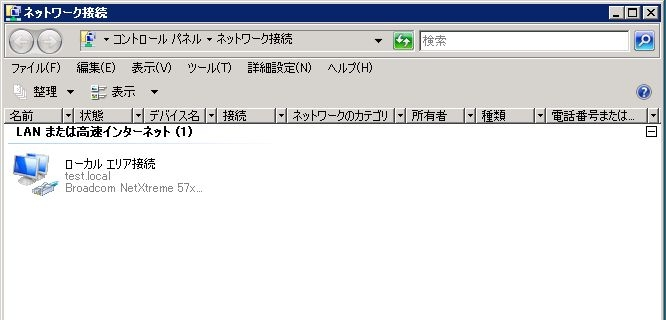 ネットワーク接続
コントロール パネル ネットワーク接続 検索
ファイル(F) 編集(E) 表示(V) ツール(T) 詳細設定(N) ヘルプ(H)
整理 表示
名前 状態 デバイス名 接続 ネットワークのカテゴリ 所有者 種類 電話番号または...
LAN または高速インターネット (1)
ローカル エリア接続
test.local
Broadcom NetXtreme 57x...